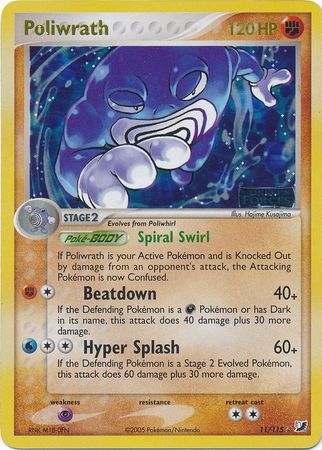 Poliwrath 120 HP
Illus. Hajime Kusajima
STAGE2
Evolves from Poliwhirl
Poké-BODY Spiral Swirl
If Poliwrath is your Active Pokémon and is Knocked Out
by damage from an opponent's attack, the Attacking
Pokémon is now Confused.
Beatdown 40+
If the Defending Pokémon is a Pokémon or has Dark
in its name, this attack does 40 damage plus 30 more
damage.
Hyper Splash 60+
If the Defending Pokémon is a Stage 2 Evolved Pokémon,
this attack does 60 damage plus 30 more damage.
weakness resistance retreat cost
©2005 Pokémon/Nintendo 11/115